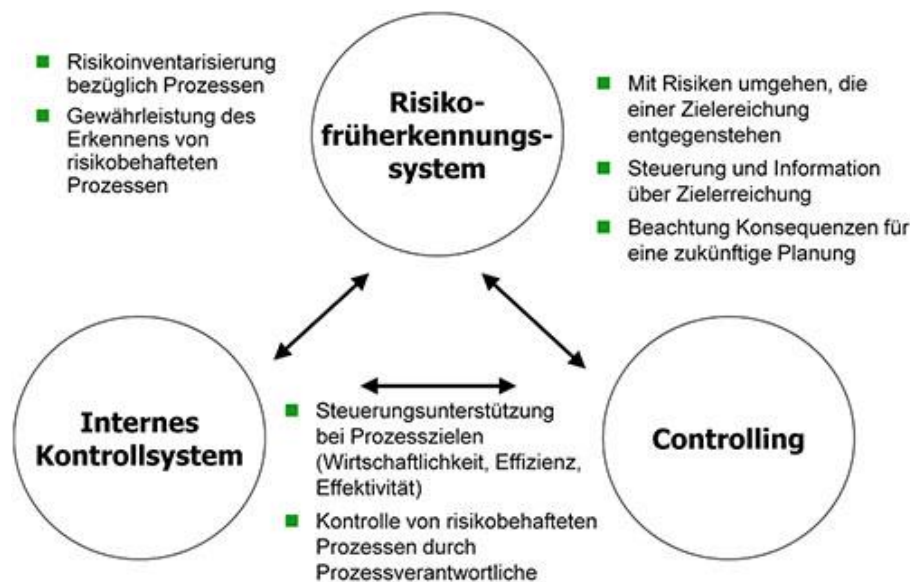 Risikoinventarisierung
bezüglich Prozessen
Gewährleistung des
Erkennens von
risikobehafteten
Prozessen
Risiko-
früherkennungs-
system
Mit Risiken umgehen, die
einer Zielereichung
entgegenstehen
Steuerung und Information
über Zielerreichung
Beachtung Konsequenzen für
eine zukünftige Planung
Internes
Kontrollsystem
Steuerungsunterstützung
bei Prozesszielen
(Wirtschaftlichkeit, Effizienz,
Effektivität)
Kontrolle von risikobehafteten
Prozessen durch
Prozessverantwortliche
Controlling